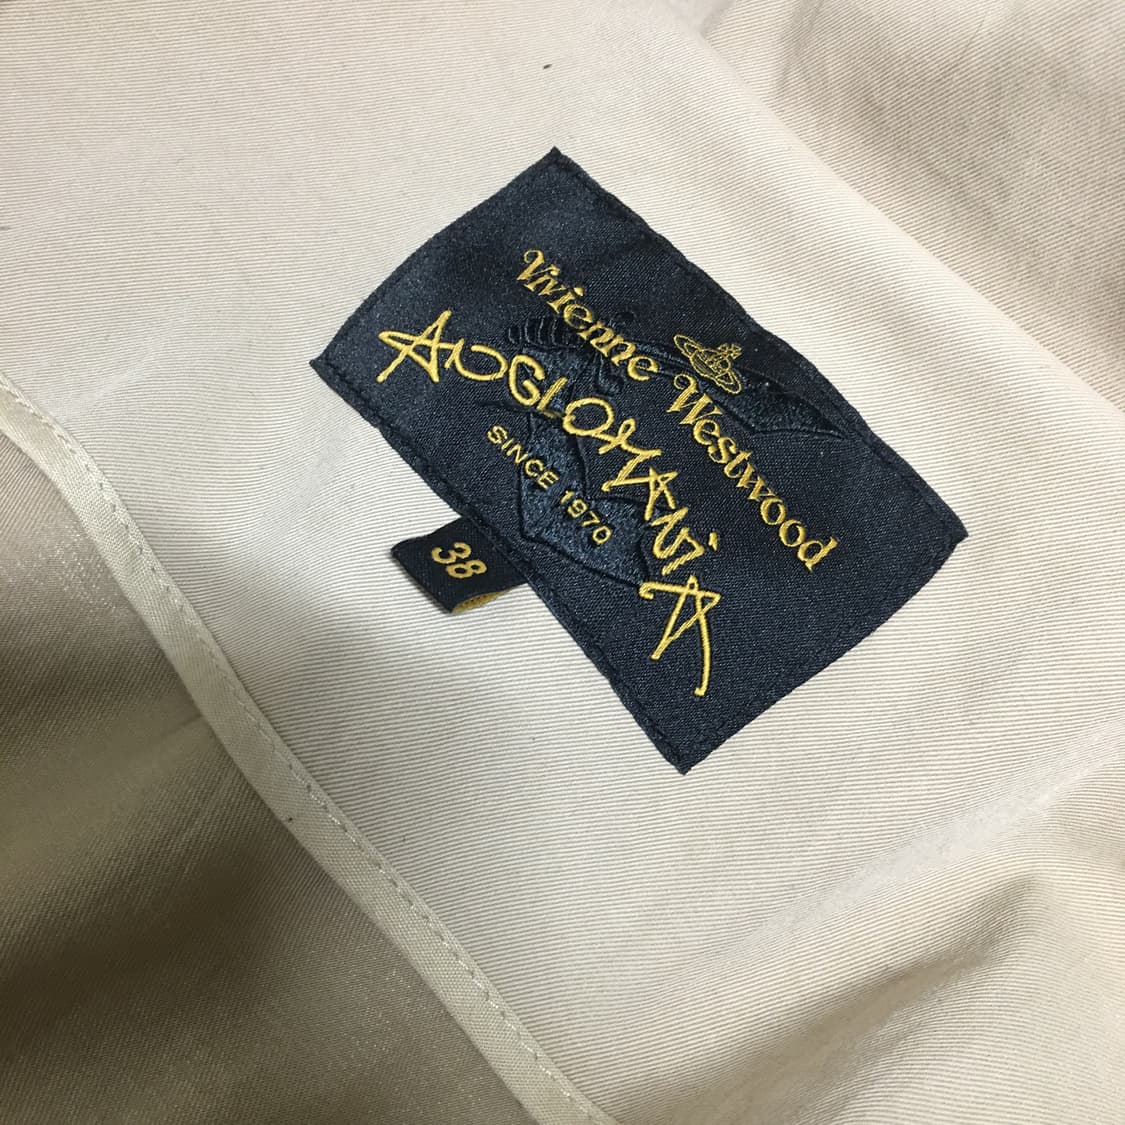 Vivienne Westwood
ANGLOMANIA
SINCE 1970
38